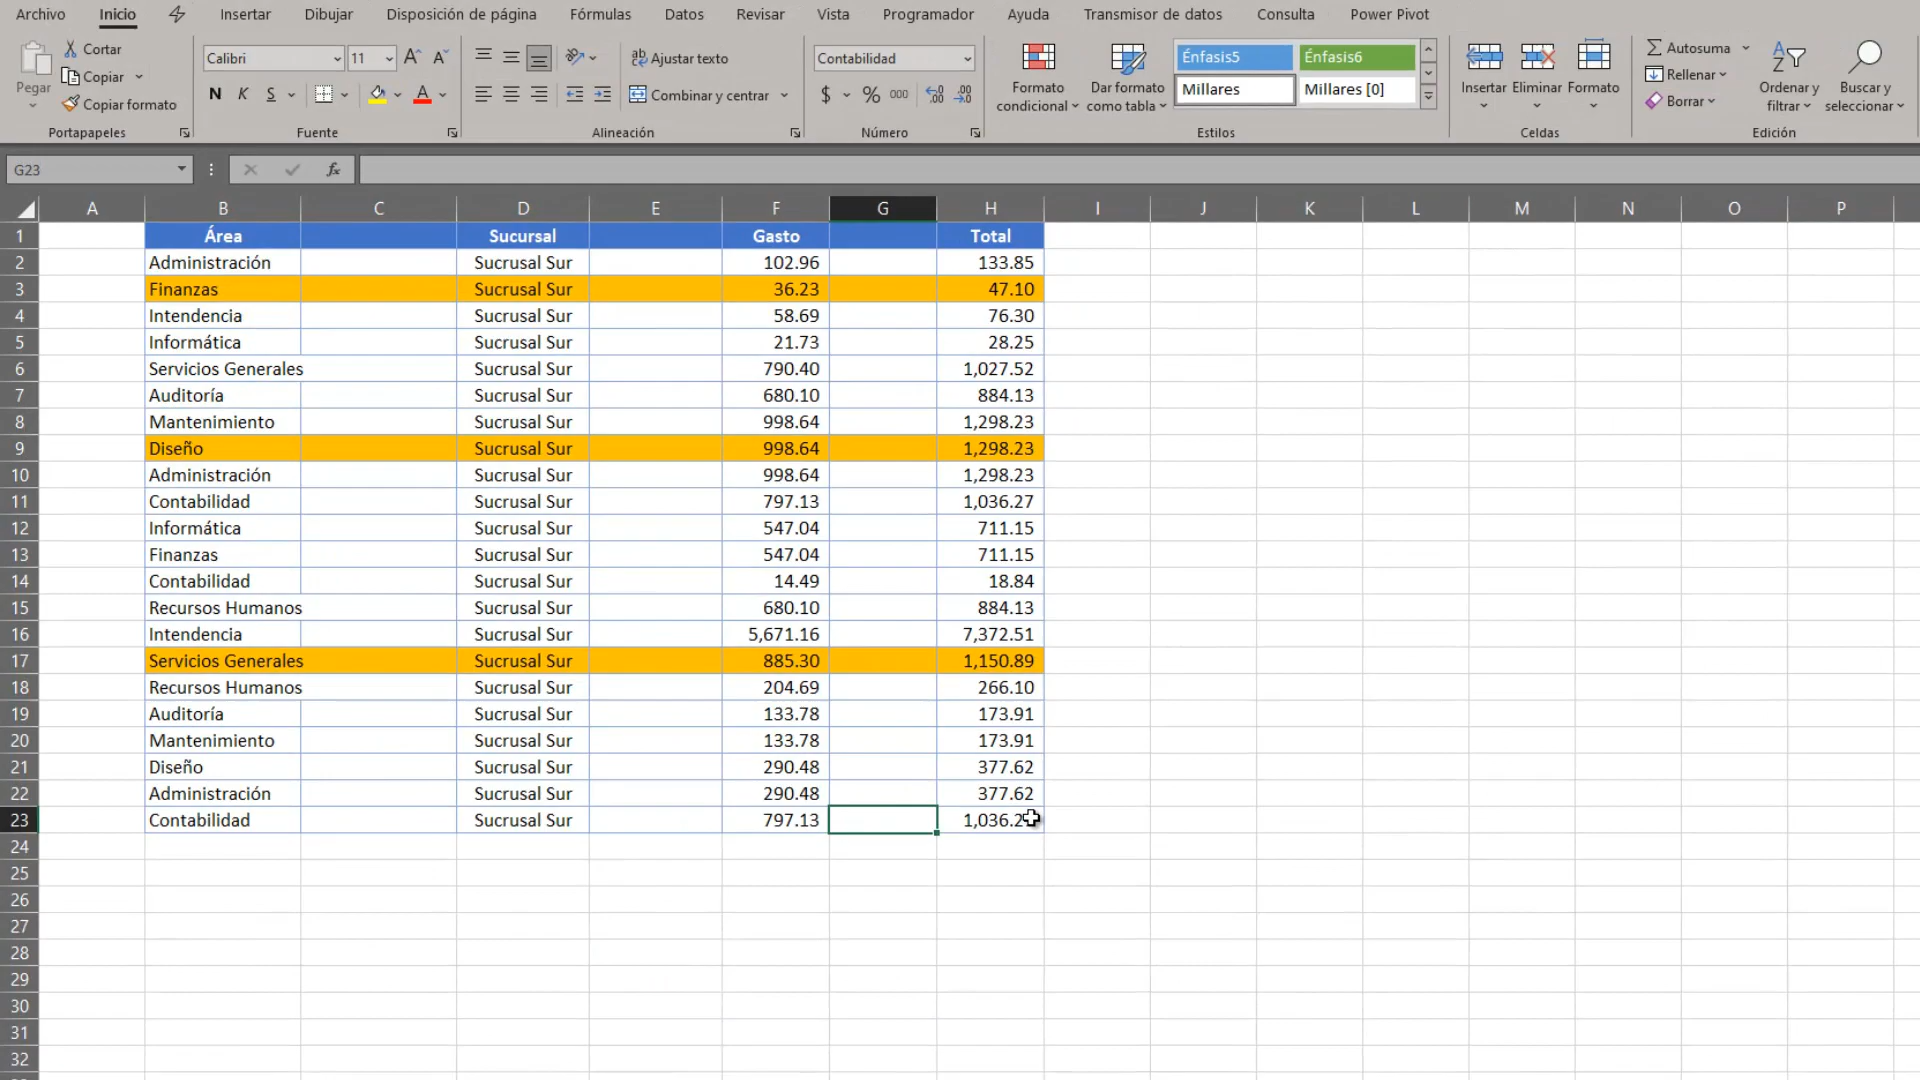 Archivo Inicio Insertar Dibujar Disposición de página Fórmulas Datos Revisar Vista Programador Ayuda Transmisor de datos Consulta Power Pivot
Pegar
Cortar
Copiar
Copiar formato
Portapapeles
Calibri 11 A A
N K S A
Fuente
ab Ajustar texto
Combinar y centrar
Alineación
Contabilidad
$ % 000
Número
Formato condicional
Dar formato como tabla
Énfasis5 Énfasis6
Millares Millares [0]
Estilos
Insertar Eliminar Formato
Celdas
Autosuma
Rellenar
Borrar
Ordenar y filtrar
Buscar y seleccionar
Edición
G23 fx
A B C D E F G H I J K L M N O P
1 Área Sucursal Gasto Total
2 Administración Sucrusal Sur 102.96 133.85
3 Finanzas Sucrusal Sur 36.23 47.10
4 Intendencia Sucrusal Sur 58.69 76.30
5 Informática Sucrusal Sur 21.73 28.25
6 Servicios Generales Sucrusal Sur 790.40 1,027.52
7 Auditoría Sucrusal Sur 680.10 884.13
8 Mantenimiento Sucrusal Sur 998.64 1,298.23
9 Diseño Sucrusal Sur 998.64 1,298.23
10 Administración Sucrusal Sur 998.64 1,298.23
11 Contabilidad Sucrusal Sur 797.13 1,036.27
12 Informática Sucrusal Sur 547.04 711.15
13 Finanzas Sucrusal Sur 547.04 711.15
14 Contabilidad Sucrusal Sur 14.49 18.84
15 Recursos Humanos Sucrusal Sur 680.10 884.13
16 Intendencia Sucrusal Sur 5,671.16 7,372.51
17 Servicios Generales Sucrusal Sur 885.30 1,150.89
18 Recursos Humanos Sucrusal Sur 204.69 266.10
19 Auditoría Sucrusal Sur 133.78 173.91
20 Mantenimiento Sucrusal Sur 133.78 173.91
21 Diseño Sucrusal Sur 290.48 377.62
22 Administración Sucrusal Sur 290.48 377.62
23 Contabilidad Sucrusal Sur 797.13
24
25
26
27
28
29
30
31
32